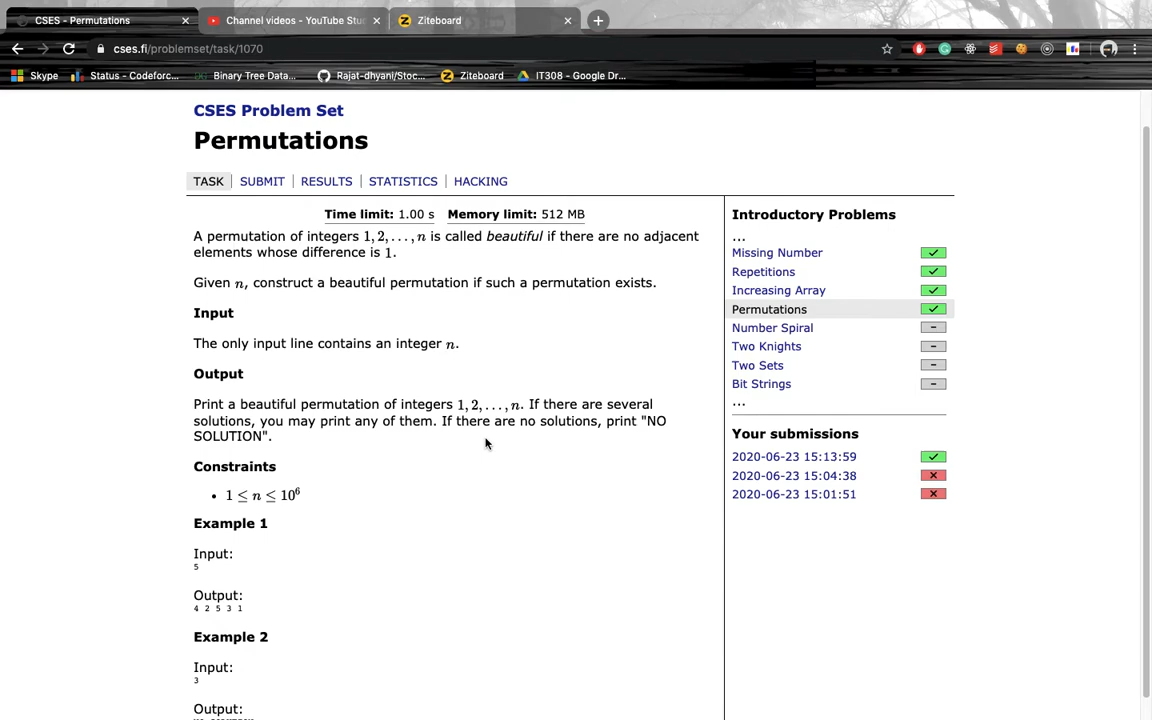 CSES - Permutations
Channel videos - YouTube Stu
Ziteboard
cses.fi/problemset/task/1070
Skype
Status - Codeforc...
Binary Tree Data...
Rajat-dhyani/Stoc...
Ziteboard
IT308 - Google Dr...
CSES Problem Set
Permutations
TASK
SUBMIT
RESULTS
STATISTICS
HACKING
Time limit: 1.00 s Memory limit: 512 MB
A permutation of integers 1, 2, . . . , n is called beautiful if there are no adjacent
elements whose difference is 1.
Given n, construct a beautiful permutation if such a permutation exists.
Input
The only input line contains an integer n.
Output
Print a beautiful permutation of integers 1, 2, . . . , n. If there are several
solutions, you may print any of them. If there are no solutions, print "NO
SOLUTION".
Constraints
• 1 ≤ n ≤ 10⁶
Example 1
Input:
5
Output:
4 2 5 3 1
Example 2
Input:
3
Output:
Introductory Problems
...
Missing Number
Repetitions
Increasing Array
Permutations
Number Spiral
Two Knights
Two Sets
Bit Strings
...
Your submissions
2020-06-23 15:13:59
2020-06-23 15:04:38
2020-06-23 15:01:51